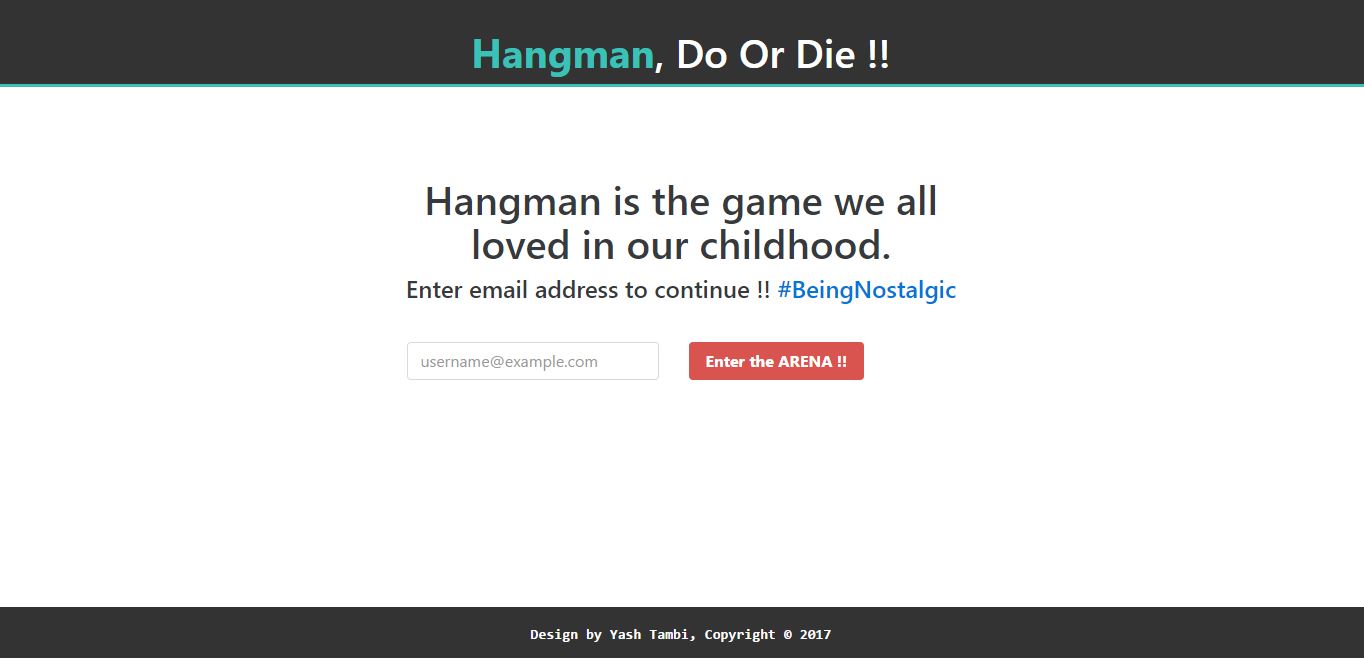 Hangman, Do Or Die !!
Hangman is the game we all
loved in our childhood.
Enter email address to continue !! #BeingNostalgic
username@example.com
Enter the ARENA !!
Design by Yash Tambi, Copyright © 2017